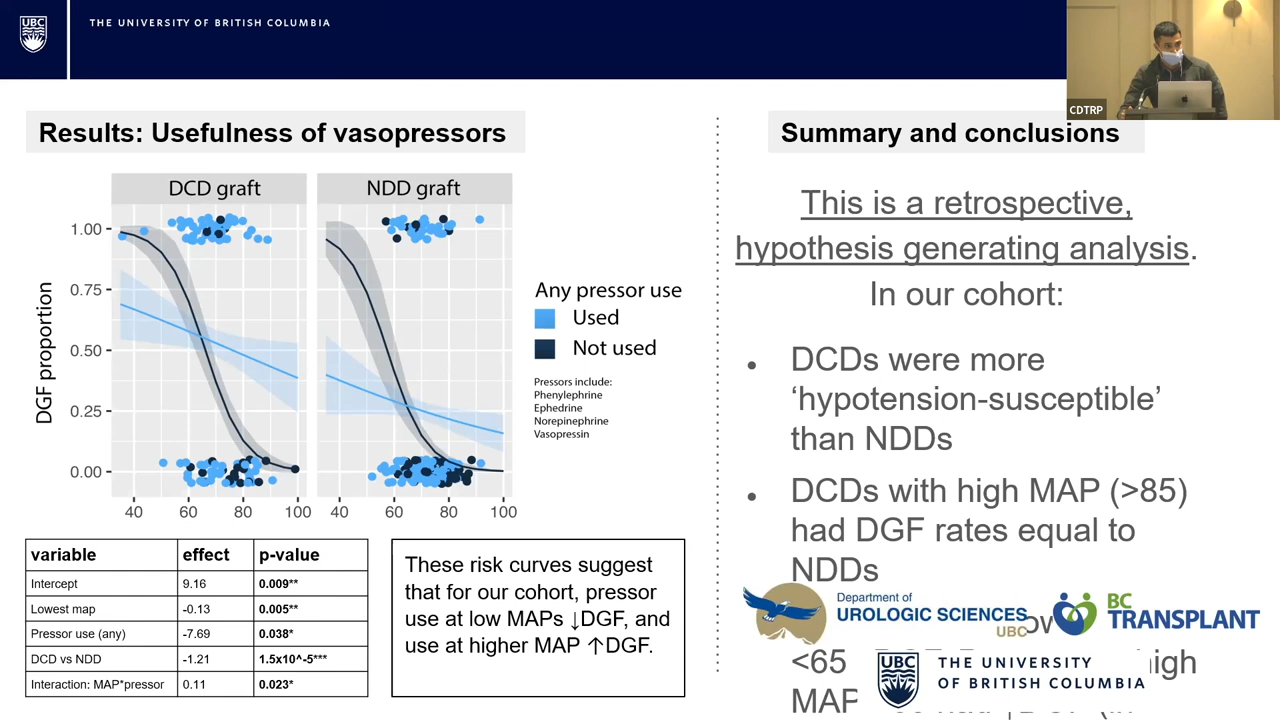 UBC
THE UNIVERSITY OF BRITISH COLUMBIA
CDTRP
Results: Usefulness of vasopressors
DCD graft
NDD graft
DGF proportion
1.00
0.75
0.50
0.25
0.00
40 60 80 100
40 60 80 100
Any pressor use
Used
Not used
Pressors include:
Phenylephrine
Ephedrine
Norepinephrine
Vasopressin
variable effect p-value
Intercept 9.16 0.009**
Lowest map -0.13 0.005**
Pressor use (any) -7.69 0.038*
DCD vs NDD -1.21 1.5x10^-5***
Interaction: MAP*pressor 0.11 0.023*
These risk curves suggest
that for our cohort, pressor
use at low MAPs ↓DGF, and
use at higher MAP ↑DGF.
Summary and conclusions
This is a retrospective,
hypothesis generating analysis.
In our cohort:
• DCDs were more
‘hypotension-susceptible’
than NDDs
• DCDs with high MAP (>85)
had DGF rates equal to
NDDs
Department of
UROLOGIC SCIENCES
UBC
BC
TRANSPLANT
<65
high
MAP
UBC
THE UNIVERSITY
OF BRITISH COLUMBIA